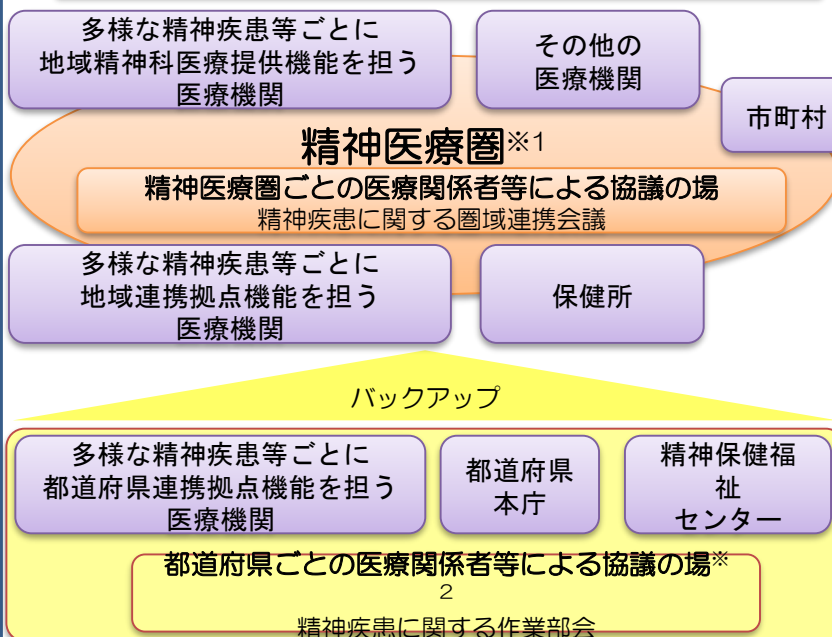 多様な精神疾患等ごとに
地域精神科医療提供機能を担う
医療機関
その他の
医療機関
市町村
精神医療圏※1
精神医療圏ごとの医療関係者等による協議の場
精神疾患に関する圏域連携会議
多様な精神疾患等ごとに
地域連携拠点機能を担う
医療機関
保健所
バックアップ
多様な精神疾患等ごとに
都道府県連携拠点機能を担う
医療機関
都道府県
本庁
精神保健福
祉
センター
都道府県ごとの医療関係者等による協議の場※
2
精神疾患に関する作業部会